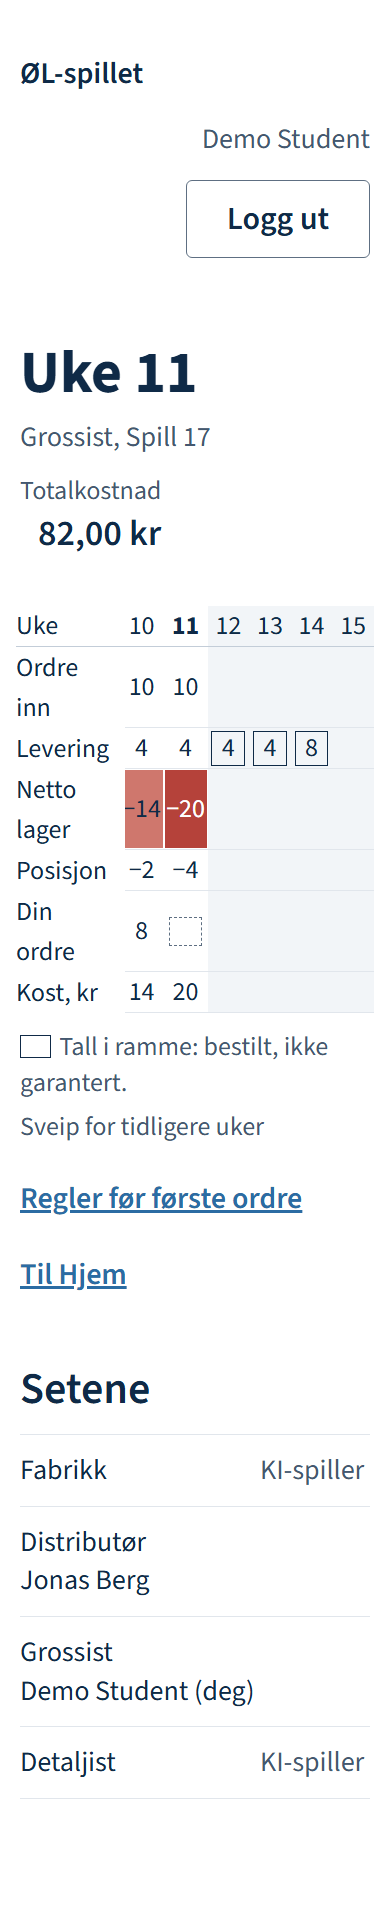 ØL-spillet
Demo Student
Logg ut
Uke 11
Grossist, Spill 17
Totalkostnad
82,00 kr
Uke 10 11 12 13 14 15
Ordre
inn
10 10
Levering 4 4 4 4 8
Netto
lager
−14 −20
Posisjon −2 −4
Din
ordre
8
Kost, kr 14 20
Tall i ramme: bestilt, ikke
garantert.
Sveip for tidligere uker
Regler før første ordre
Til Hjem
Setene
Fabrikk KI-spiller
Distributør
Jonas Berg
Grossist
Demo Student (deg)
Detaljist KI-spiller